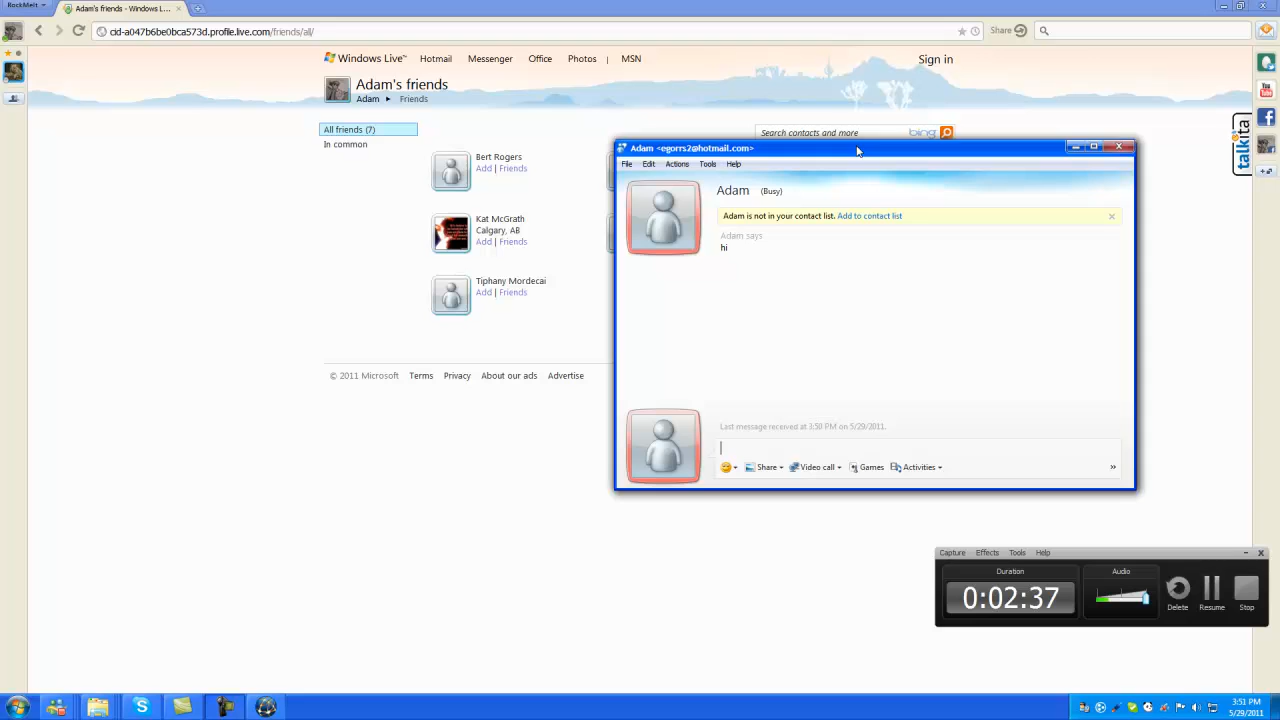 RockMelt
Adam's friends - Windows L...
cid-a047b6be0bca573d.profile.live.com/friends/all/
Share
Windows Live™ Hotmail Messenger Office Photos | MSN Sign in
Adam's friends
Adam ▸ Friends
All friends (7)
In common
Search contacts and more bing
Bert Rogers
Add | Friends
Kat McGrath
Calgary, AB
Add | Friends
Tiphany Mordecai
Add | Friends
© 2011 Microsoft Terms Privacy About our ads Advertise
Adam <egorrs2@hotmail.com>
File Edit Actions Tools Help
Adam (Busy)
Adam is not in your contact list. Add to contact list
Adam says
hi
Last message received at 3:50 PM on 5/29/2011.
Share Video call Games Activities »
talkita
You
Tube
Capture Effects Tools Help
Duration Audio
0:02:37
Delete Resume Stop
3:51 PM
5/29/2011